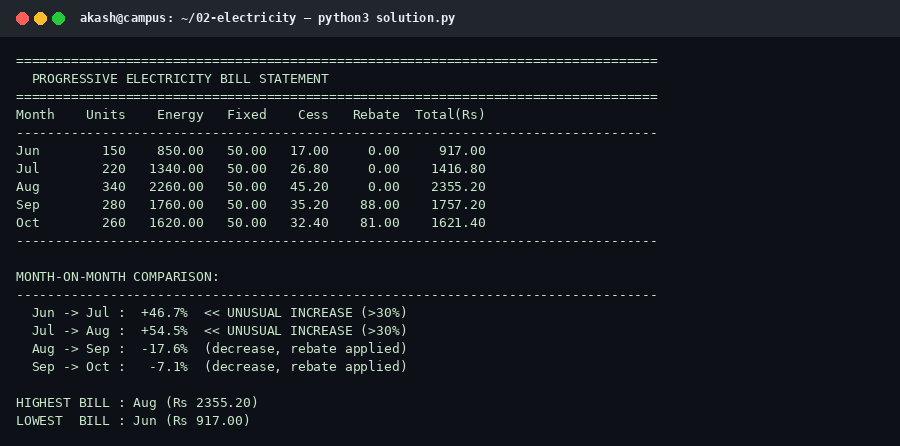 akash@campus: ~/02-electricity — python3 solution.py
==================================================================================
  PROGRESSIVE ELECTRICITY BILL STATEMENT
==================================================================================
Month    Units    Energy   Fixed    Cess   Rebate  Total(Rs)
----------------------------------------------------------------------------------
Jun        150    850.00   50.00   17.00     0.00     917.00
Jul        220   1340.00   50.00   26.80     0.00    1416.80
Aug        340   2260.00   50.00   45.20     0.00    2355.20
Sep        280   1760.00   50.00   35.20    88.00    1757.20
Oct        260   1620.00   50.00   32.40    81.00    1621.40
----------------------------------------------------------------------------------
MONTH-ON-MONTH COMPARISON:
----------------------------------------------------------------------------------
  Jun -> Jul :  +46.7%  << UNUSUAL INCREASE (>30%)
  Jul -> Aug :  +54.5%  << UNUSUAL INCREASE (>30%)
  Aug -> Sep :  -17.6%  (decrease, rebate applied)
  Sep -> Oct :   -7.1%  (decrease, rebate applied)
HIGHEST BILL : Aug (Rs 2355.20)
LOWEST  BILL : Jun (Rs 917.00)